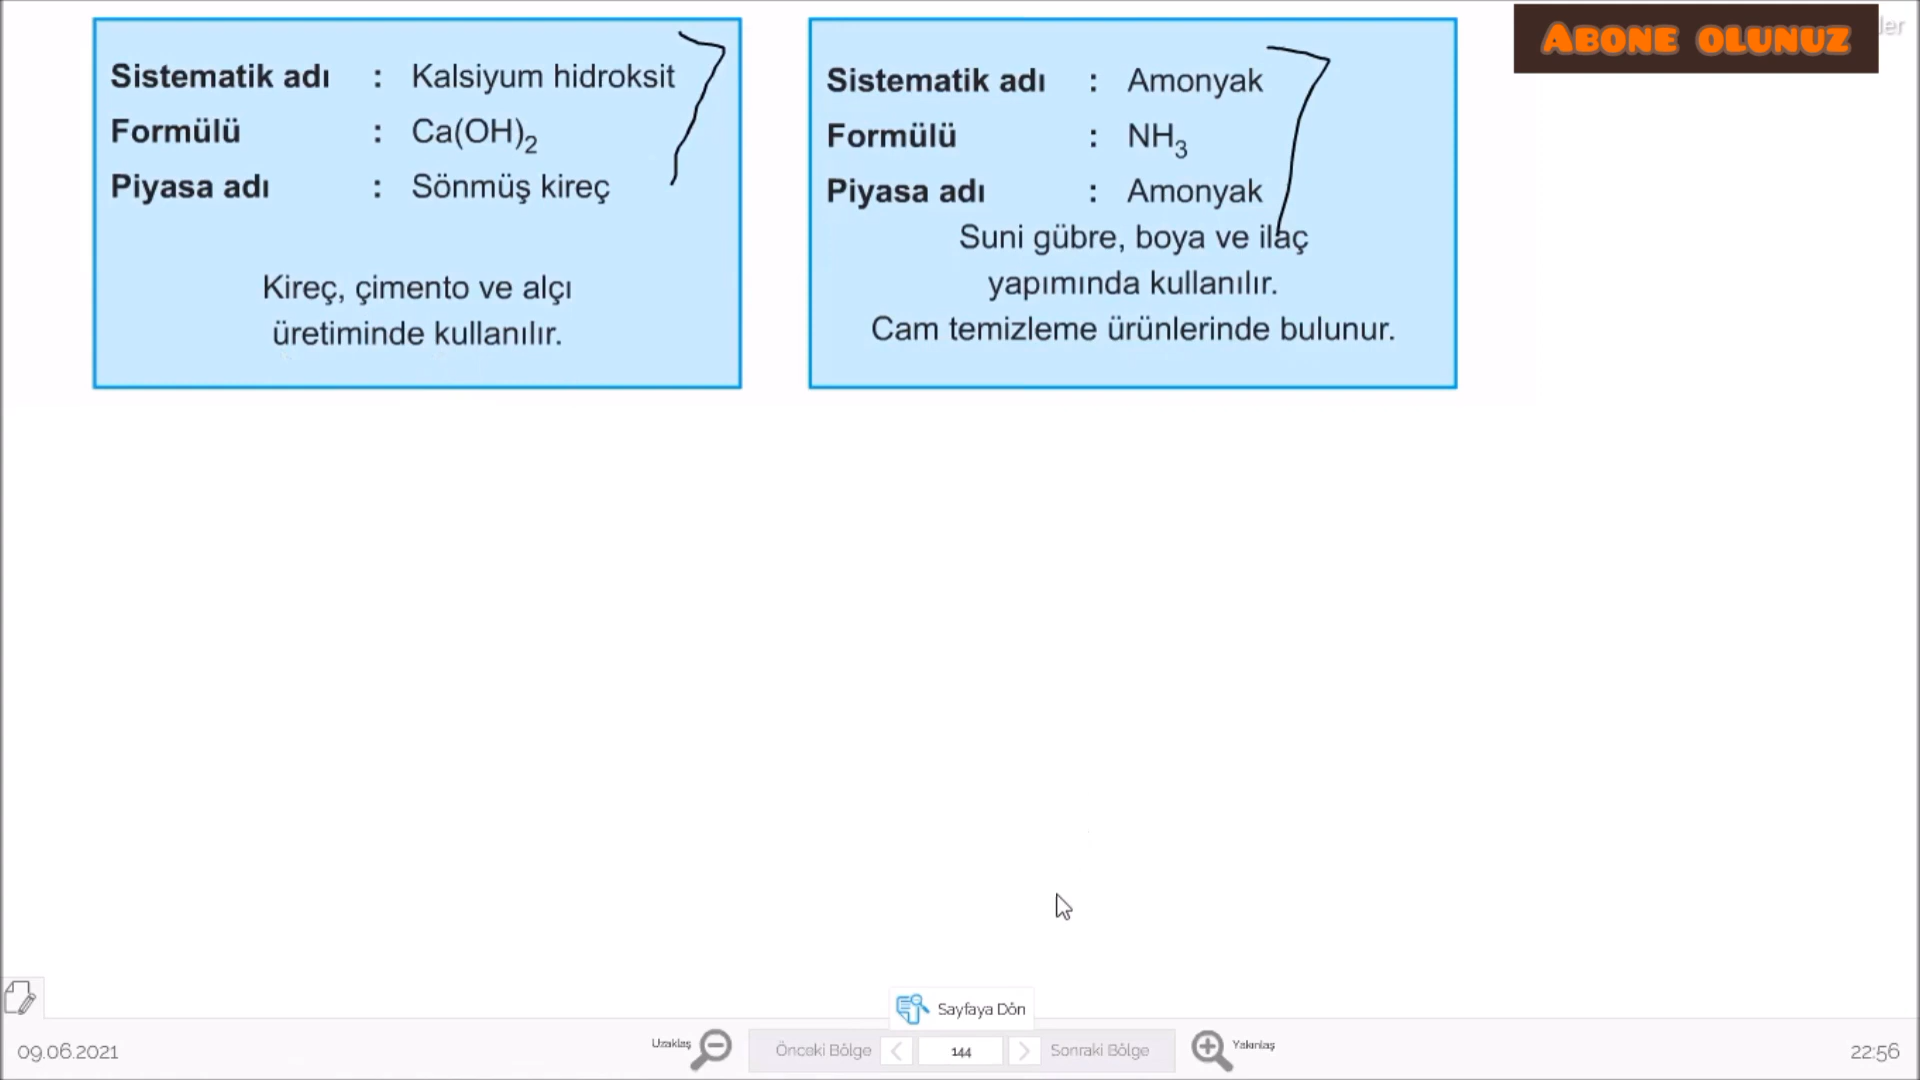 ABONE OLUNUZ
Sistematik adı : Kalsiyum hidroksit
Formülü : Ca(OH)₂
Piyasa adı : Sönmüş kireç
Kireç, çimento ve alçı
üretiminde kullanılır.
Sistematik adı : Amonyak
Formülü : NH₃
Piyasa adı : Amonyak
Suni gübre, boya ve ilaç
yapımında kullanılır.
Cam temizleme ürünlerinde bulunur.
Sayfaya Dön
09.06.2021
Uzaklaş
Önceki Bölge
144
Sonraki Bölge
Yakınlaş
22:56